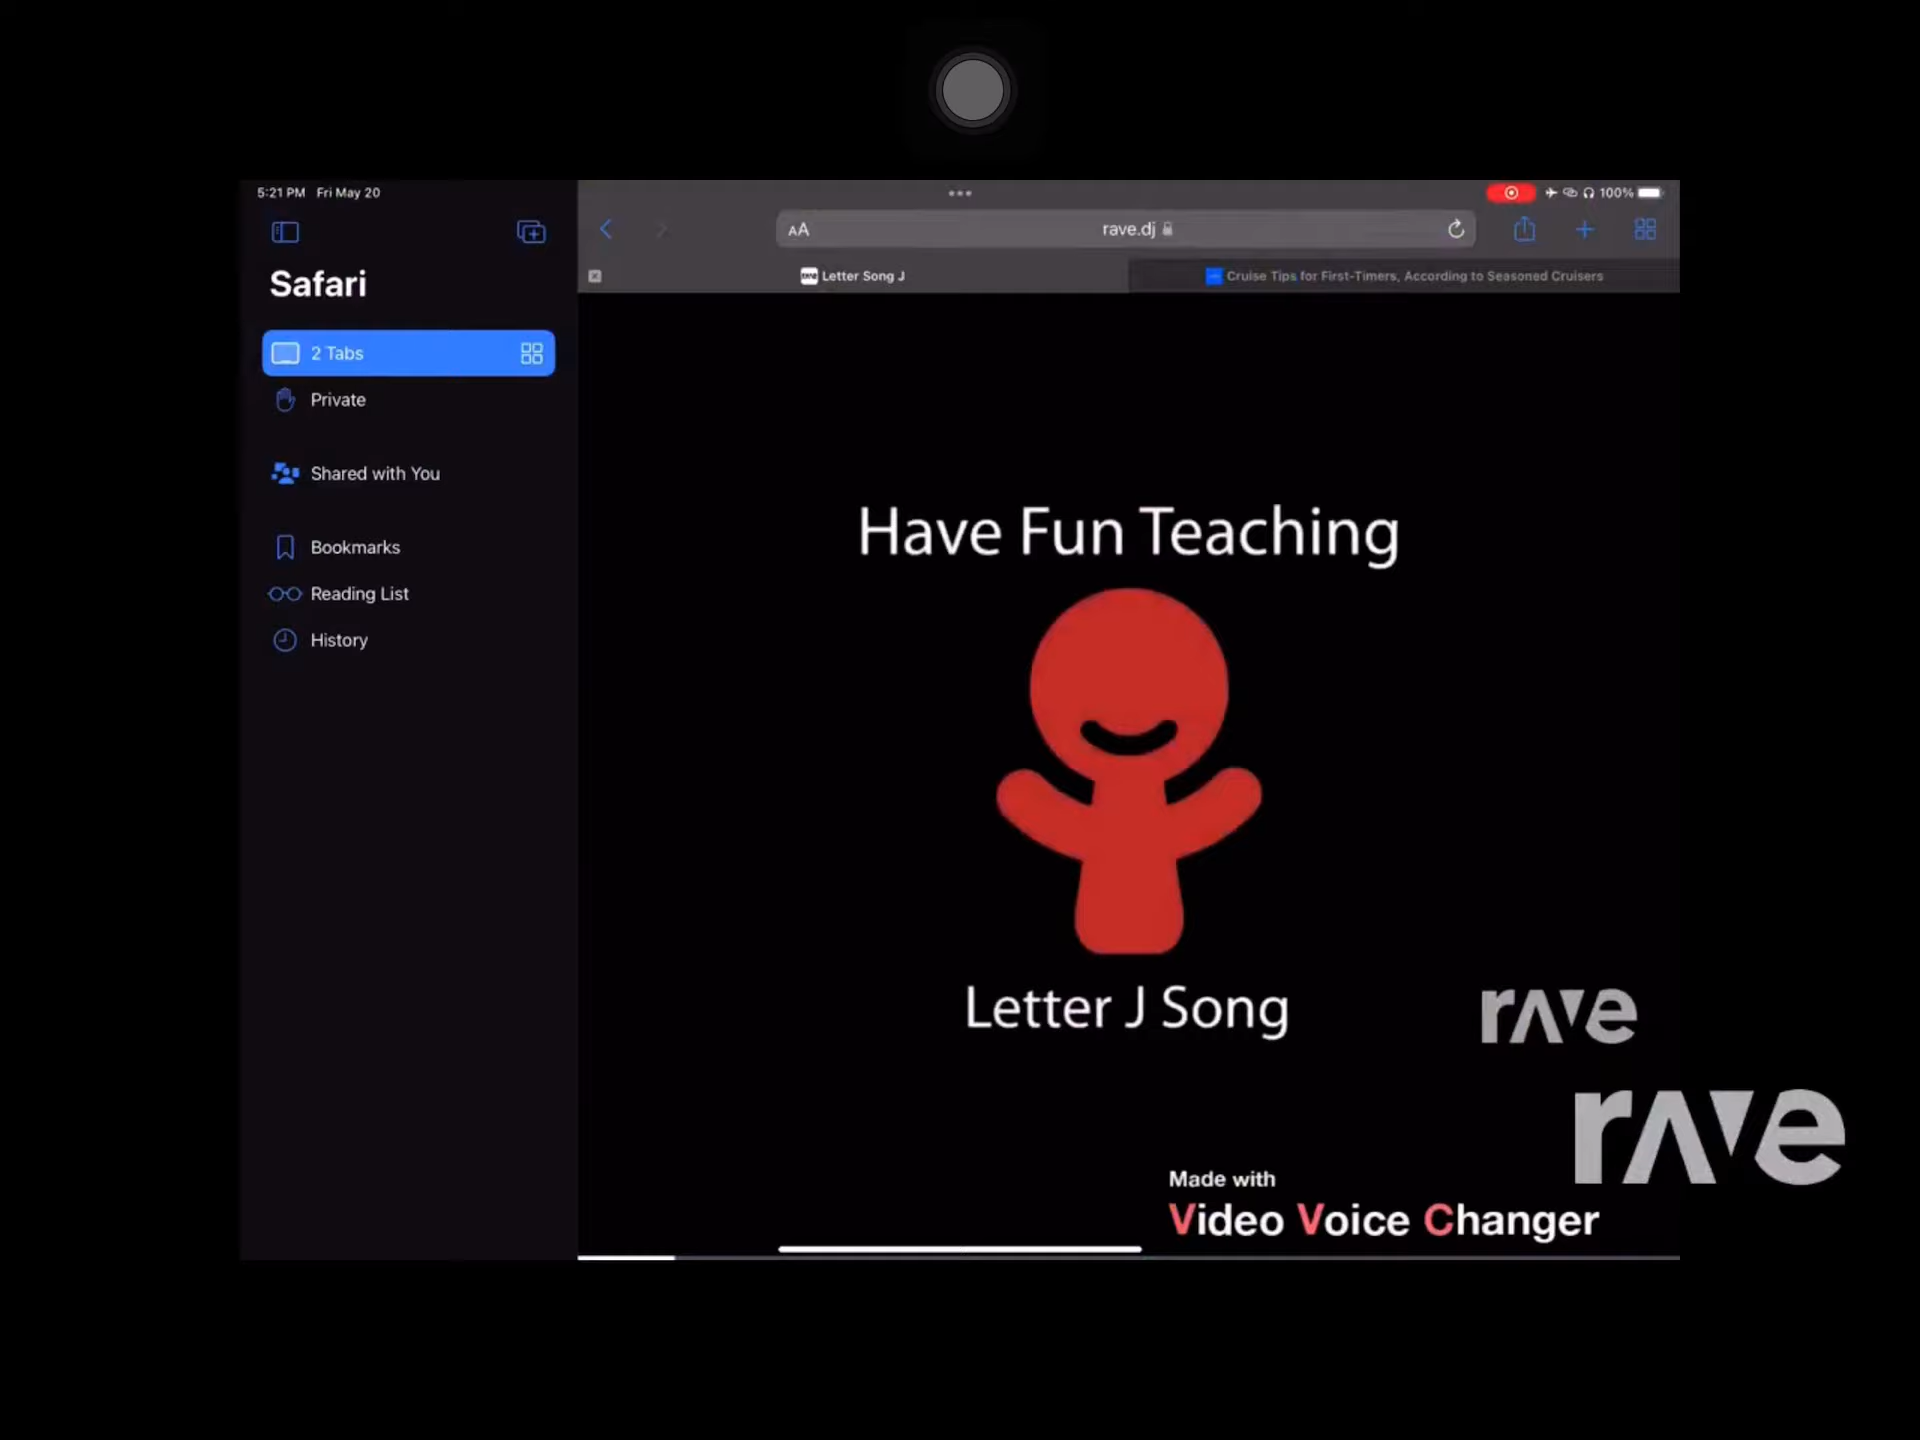 5:21 PM Fri May 20
100%
AA
rave.dj
Safari
Letter Song J
Cruise Tips for First-Timers, According to Seasoned Cruisers
2 Tabs
Private
Shared with You
Bookmarks
Reading List
History
Have Fun Teaching
Letter J Song
rave
rave
Made with
Video Voice Changer